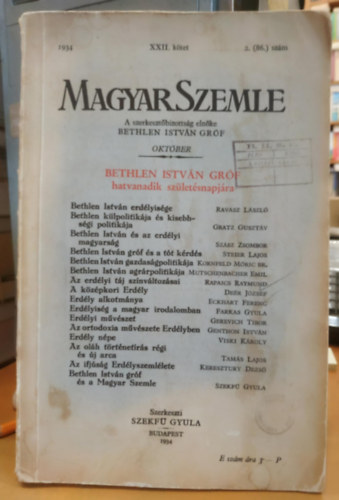 1934 XXII. kötet 2. (86.) szám
MAGYAR SZEMLE
A szerkesztőbizottság elnöke
BETHLEN ISTVÁN GRÓF
OKTÓBER
BETHLEN ISTVÁN GRÓF
hatvanadik születésnapjára
Bethlen István erdélyisége RAVASZ LÁSZLÓ
Bethlen külpolitikája és kisebb-
ségi politikája GRATZ GUSZTÁV
Bethlen István és az erdélyi
magyarság SZÁSZ ZSOMBOR
Bethlen István gróf és a tót kérdés STEIER LAJOS
Bethlen István gazdaságpolitikája KORNFELD MÓRIC BR.
Bethlen István agrárpolitikája MUTSCHENBACHER EMIL
Az erdélyi táj színváltozásai RAPAICS RAYMUND
A középkori Erdély DEÉR JÓZSEF
Erdély alkotmánya ECKHART FERENC
Erdélyiség a magyar irodalomban FARKAS GYULA
Erdélyi művészet GEREVICH TIBOR
Az ortodoxia művészete Erdélyben GENTHON ISTVÁN
Erdély népe VISKI KÁROLY
Az oláh történetírás régi
és új arca TAMÁS LAJOS
Az ifjúság Erdélyszemlélete KERESZTURY DEZSŐ
Bethlen István gróf
és a Magyar Szemle SZEKFŰ GYULA
Szerkeszti
SZEKFŰ GYULA
BUDAPEST
1934
E szám ára 3 – P